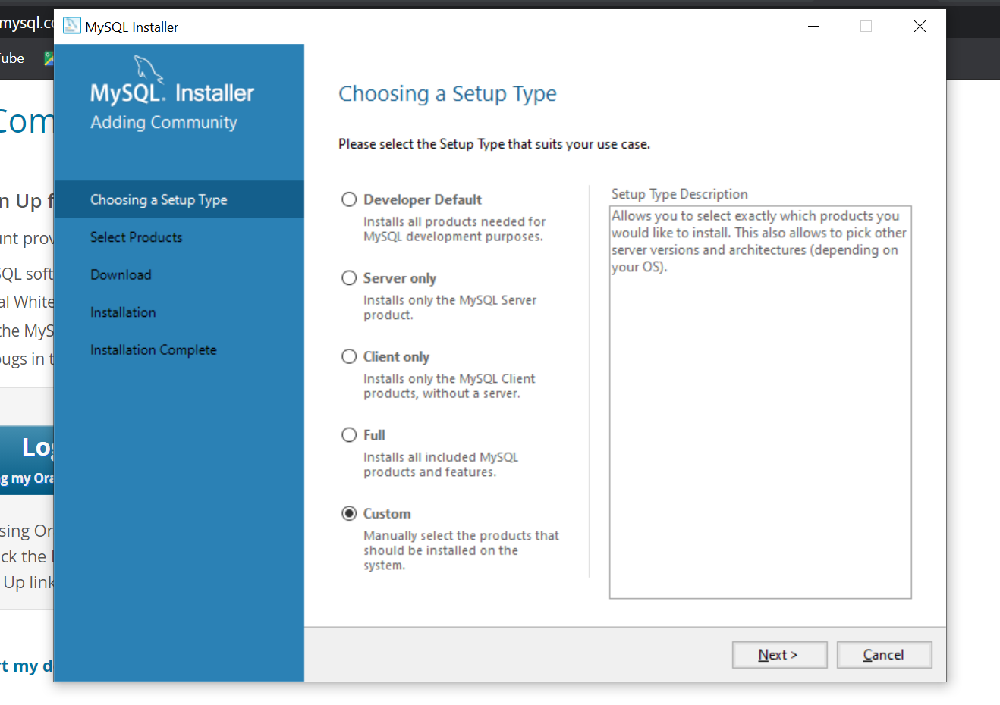 mysql.co
MySQL Installer
ube
MySQL. Installer
Adding Community
Choosing a Setup Type
Select Products
Download
Installation
Installation Complete
Com
n Up f
unt prov
SQL soft
al White
the MyS
ougs in t
Log
g my Ora
sing Or
ck the l
Up link
t my d
Choosing a Setup Type
Please select the Setup Type that suits your use case.
Developer Default
Installs all products needed for
MySQL development purposes.
Server only
Installs only the MySQL Server
product.
Client only
Installs only the MySQL Client
products, without a server.
Full
Installs all included MySQL
products and features.
Custom
Manually select the products that
should be installed on the
system.
Setup Type Description
Allows you to select exactly which products you
would like to install. This also allows to pick other
server versions and architectures (depending on
your OS).
Next >
Cancel